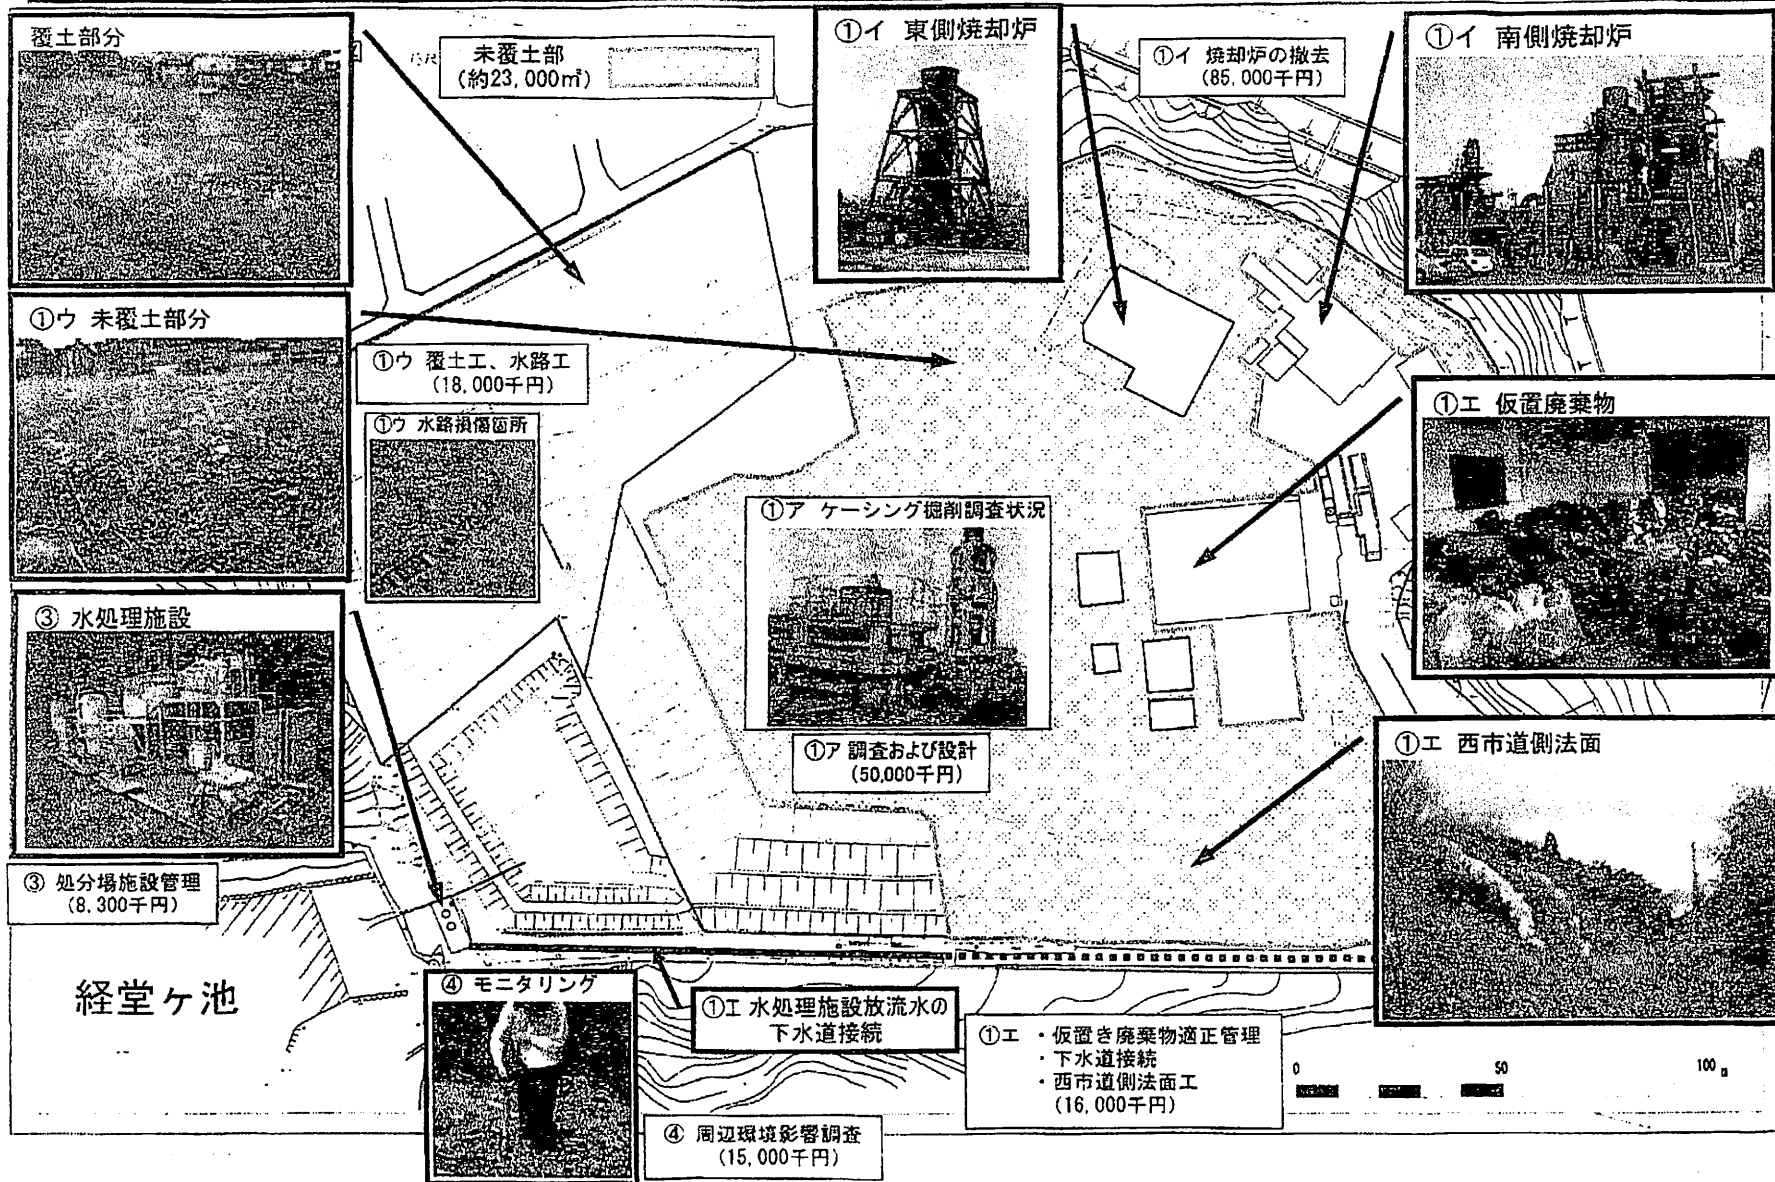 覆土部分
未覆土部
(約23,000㎡)
①イ 東側焼却炉
①イ 焼却炉の撤去
(85,000千円)
①イ 南側焼却炉
①ウ 未覆土部分
①ウ 覆土工、水路工
(18,000千円)
①ウ 水路損傷箇所
①エ 仮置廃棄物
①ア ケーシング掘削調査状況
①ア 調査および設計
(50,000千円)
③ 水処理施設
③ 処分場施設管理
(8,300千円)
①エ 西市道側法面
経堂ヶ池
④ モニタリング
①エ 水処理施設放流水の
下水道接続
④ 周辺環境影響調査
(15,000千円)
①エ ・仮置き廃棄物適正管理
・下水道接続
・西市道側法面工
(16,000千円)
0 50 100